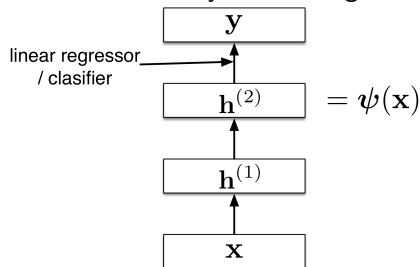 y
linear regressor
/ clasifier
h^{(2)} = ψ(x)
h^{(1)}
x